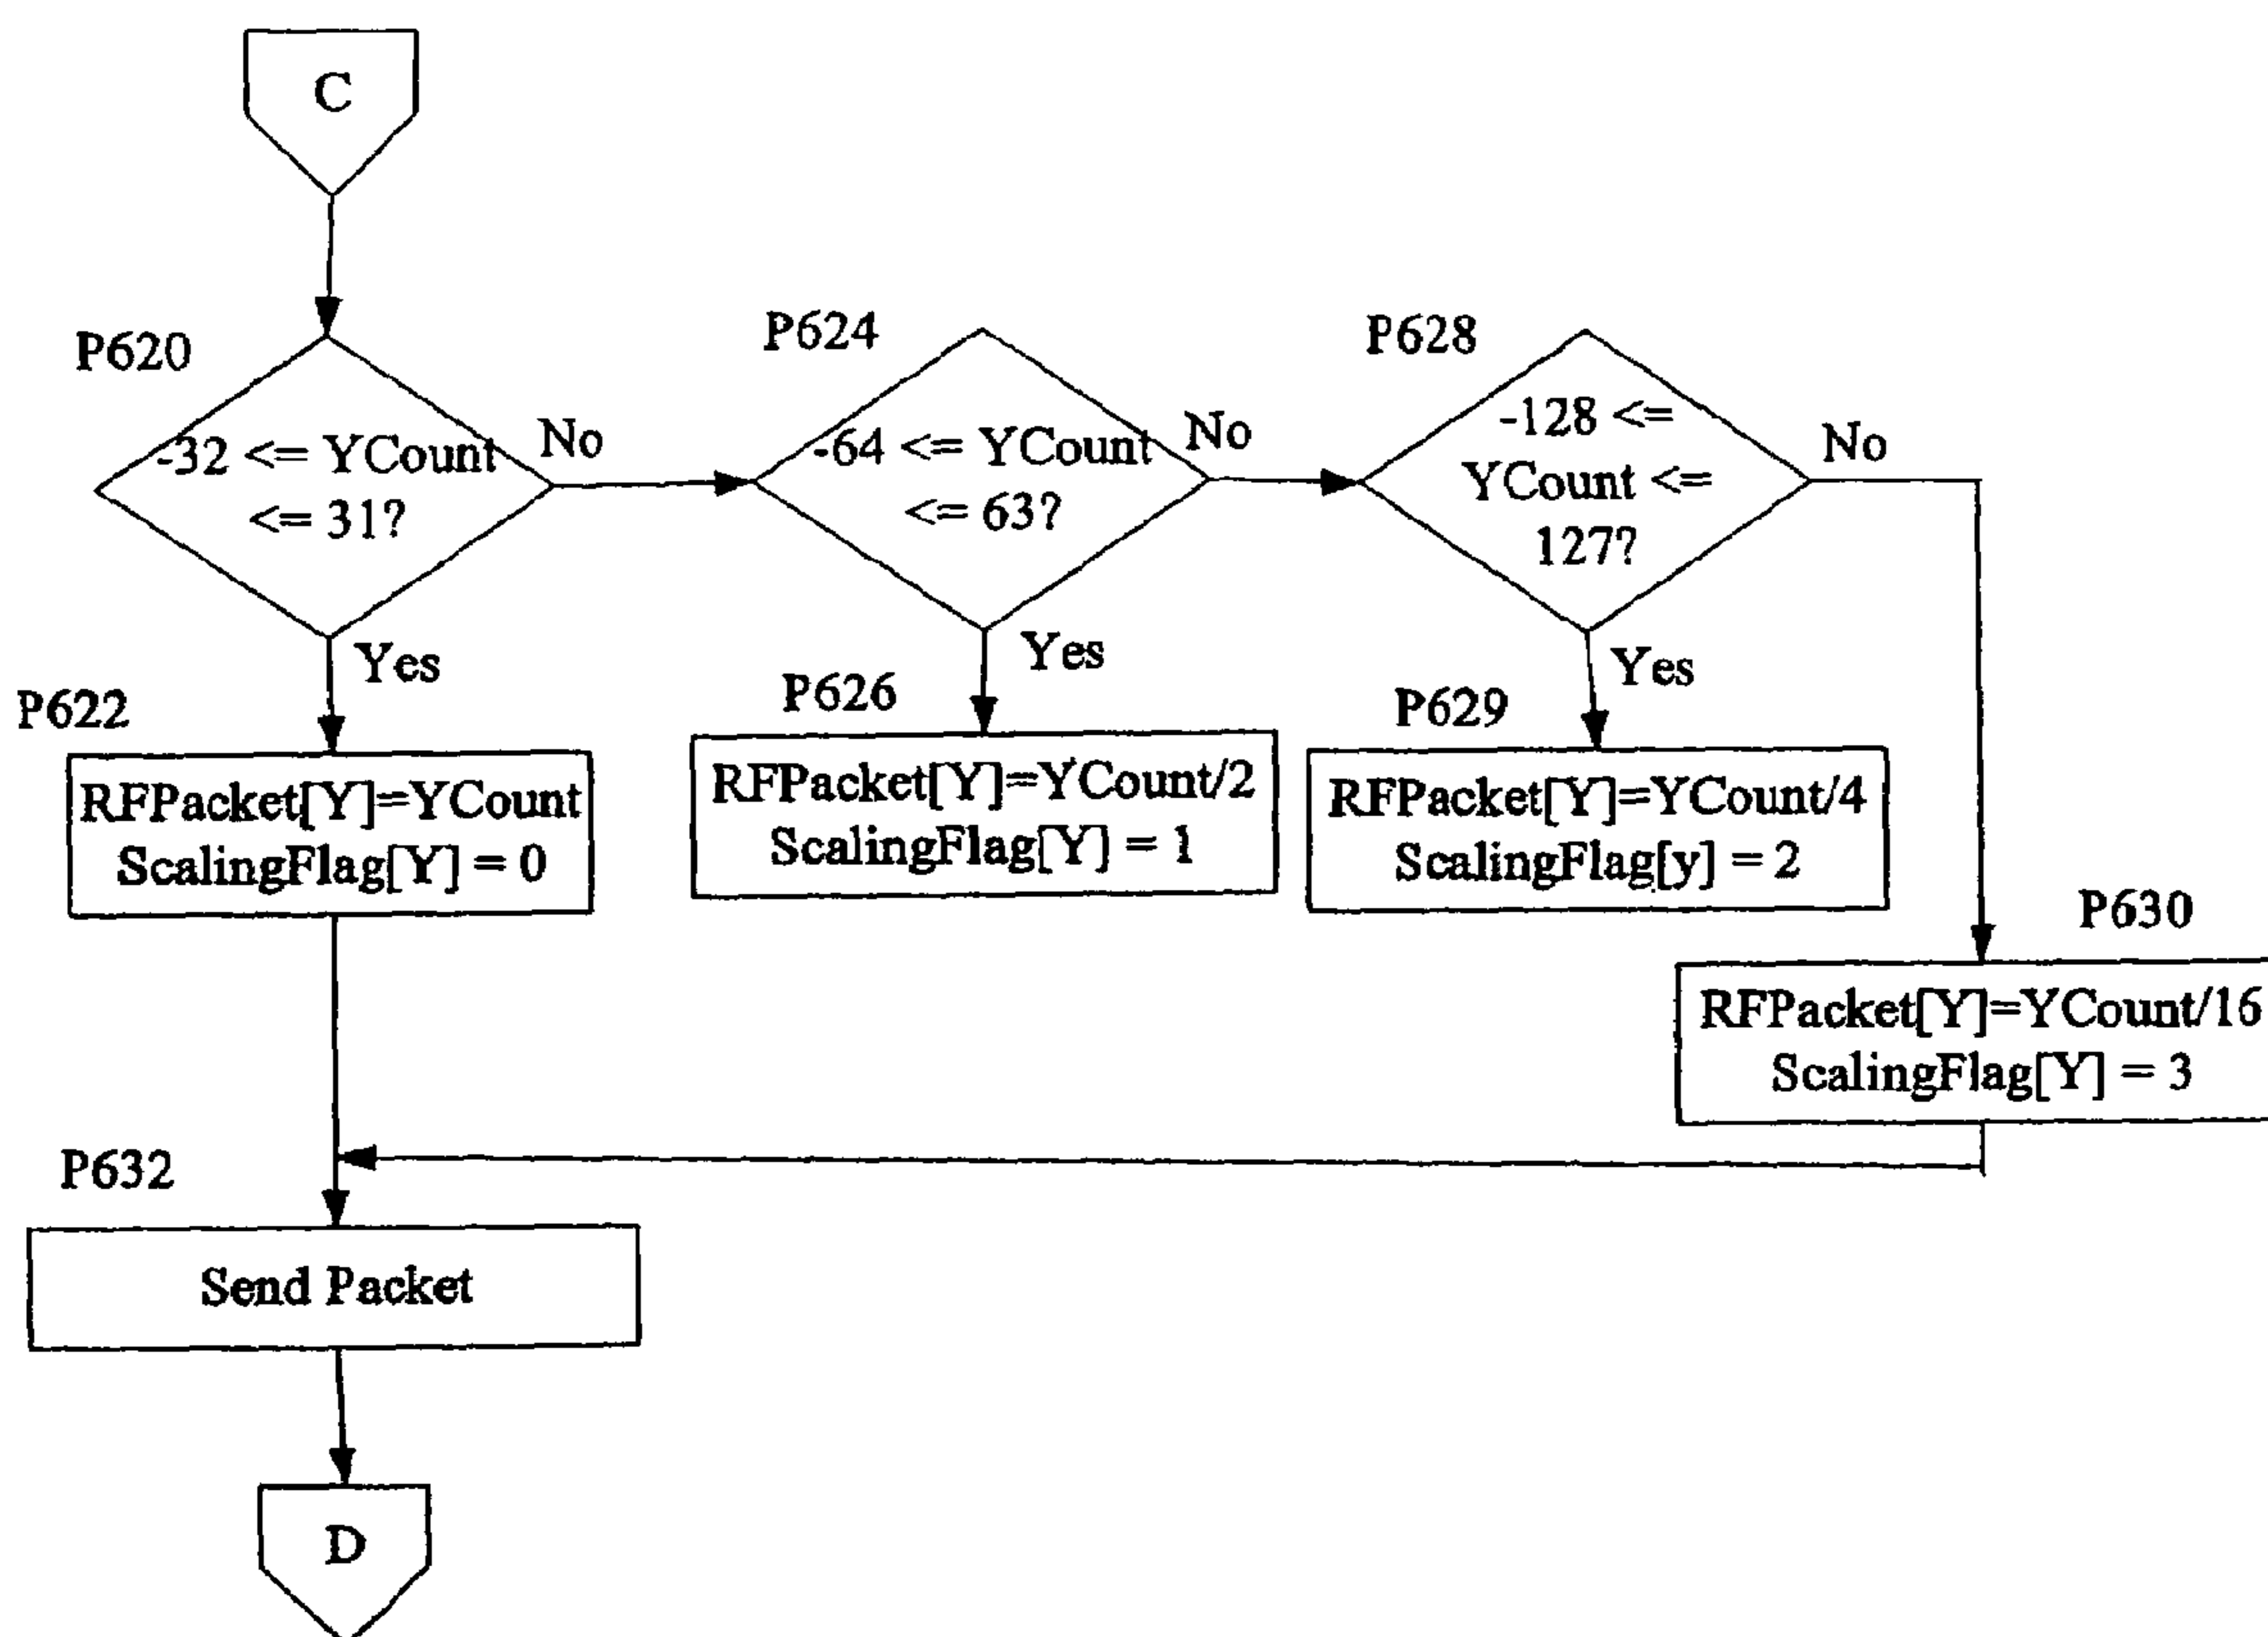 C
P620
-32 <= YCount
<= 31?
No
Yes
P624
-64 <= YCount
<= 63?
No
Yes
P628
-128 <=
YCount <=
127?
No
Yes
P622
RFPacket[Y]=YCount
ScalingFlag[Y] = 0
P626
RFPacket[Y]=YCount/2
ScalingFlag[Y] = 1
P629
RFPacket[Y]=YCount/4
ScalingFlag[y] = 2
P630
RFPacket[Y]=YCount/16
ScalingFlag[Y] = 3
P632
Send Packet
D